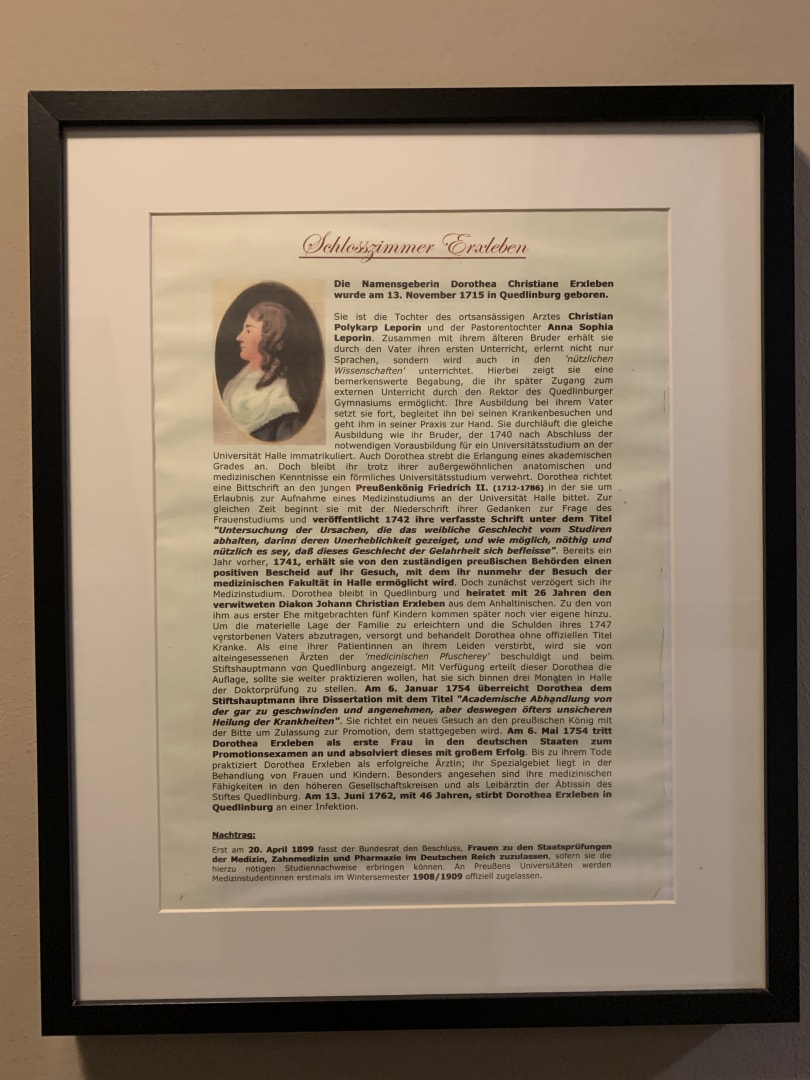 Schlosszimmer Erxleben
Die Namensgeberin Dorothea Christiane Erxleben
wurde am 13. November 1715 in Quedlinburg geboren.
Sie ist die Tochter des ortsansässigen Arztes Christian
Polykarp Leporin und der Pastorentochter Anna Sophia
Leporin. Zusammen mit ihrem älteren Bruder erhält sie
durch den Vater ihren ersten Unterricht, erlernt nicht nur
Sprachen, sondern wird auch in den 'nützlichen
Wissenschaften' unterrichtet. Hierbei zeigt sie eine
bemerkenswerte Begabung, die ihr später Zugang zum
externen Unterricht durch den Rektor des Quedlinburger
Gymnasiums ermöglicht. Ihre Ausbildung bei ihrem Vater
setzt sie fort, begleitet ihn bei seinen Krankenbesuchen und
geht ihm in seiner Praxis zur Hand. Sie durchläuft die gleiche
Ausbildung wie ihr Bruder, der 1740 nach Abschluss der
notwendigen Vorausbildung für ein Universitätsstudium an der
Universität Halle immatrikuliert. Auch Dorothea strebt die Erlangung eines akademischen
Grades an. Doch bleibt ihr trotz ihrer außergewöhnlichen anatomischen und
medizinischen Kenntnisse ein förmliches Universitätsstudium verwehrt. Dorothea richtet
eine Bittschrift an den jungen Preußenkönig Friedrich II. (1712-1786) in der sie um
Erlaubnis zur Aufnahme eines Medizinstudiums an der Universität Halle bittet. Zur
gleichen Zeit beginnt sie mit der Niederschrift ihrer Gedanken zur Frage des
Frauenstudiums und veröffentlicht 1742 ihre verfasste Schrift unter dem Titel
"Untersuchung der Ursachen, die das weibliche Geschlecht vom Studiren
abhalten, darinn deren Unerheblichkeit gezeiget, und wie möglich, nöthig und
nützlich es sey, daß dieses Geschlecht der Gelahrheit sich befleisse". Bereits ein
Jahr vorher, 1741, erhält sie von den zuständigen preußischen Behörden einen
positiven Bescheid auf ihr Gesuch, mit dem ihr nunmehr der Besuch der
medizinischen Fakultät in Halle ermöglicht wird. Doch zunächst verzögert sich ihr
Medizinstudium. Dorothea bleibt in Quedlinburg und heiratet mit 26 Jahren den
verwitweten Diakon Johann Christian Erxleben aus dem Anhaltinischen. Zu den von
ihm aus erster Ehe mitgebrachten fünf Kindern kommen später noch vier eigene hinzu.
Um die materielle Lage der Familie zu erleichtern und die Schulden ihres 1747
verstorbenen Vaters abzutragen, versorgt und behandelt Dorothea ohne offiziellen Titel
Kranke. Als eine ihrer Patientinnen an ihrem Leiden verstirbt, wird sie von
alteingesessenen Ärzten der 'medicinischen Pfuscherey' beschuldigt und beim
Stiftshauptmann von Quedlinburg angezeigt. Mit Verfügung erteilt dieser Dorothea die
Auflage, sollte sie weiter praktizieren wollen, hat sie sich binnen drei Monaten in Halle
der Doktorprüfung zu stellen. Am 6. Januar 1754 überreicht Dorothea dem
Stiftshauptmann ihre Dissertation mit dem Titel "Academische Abhandlung von
der gar zu geschwinden und angenehmen, aber deswegen öfters unsicheren
Heilung der Krankheiten". Sie richtet ein neues Gesuch an den preußischen König mit
der Bitte um Zulassung zur Promotion, dem stattgegeben wird. Am 6. Mai 1754 tritt
Dorothea Erxleben als erste Frau in den deutschen Staaten zum
Promotionsexamen an und absolviert dieses mit großem Erfolg. Bis zu ihrem Tode
praktiziert Dorothea Erxleben als erfolgreiche Ärztin; ihr Spezialgebiet liegt in der
Behandlung von Frauen und Kindern. Besonders angesehen sind ihre medizinischen
Fähigkeiten in den höheren Gesellschaftskreisen und als Leibärztin der Äbtissin des
Stiftes Quedlinburg. Am 13. Juni 1762, mit 46 Jahren, stirbt Dorothea Erxleben in
Quedlinburg an einer Infektion.
Nachtrag:
Erst am 20. April 1899 fasst der Bundesrat den Beschluss, Frauen zu den Staatsprüfungen
der Medizin, Zahnmedizin und Pharmazie im Deutschen Reich zuzulassen, sofern sie die
hierzu nötigen Studiennachweise erbringen können. An Preußens Universitäten werden
Medizinstudentinnen erstmals im Wintersemester 1908/1909 offiziell zugelassen.